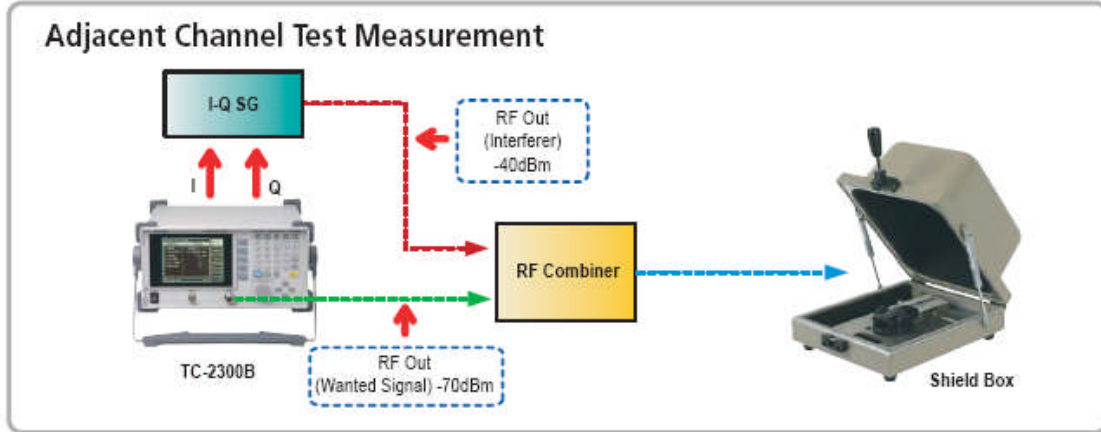 Adjacent Channel Test Measurement
I-Q SG
RF Out
(Interferer)
-40dBm
I
Q
RF Combiner
TC-2300B
RF Out
(Wanted Signal) -70dBm
Shield Box